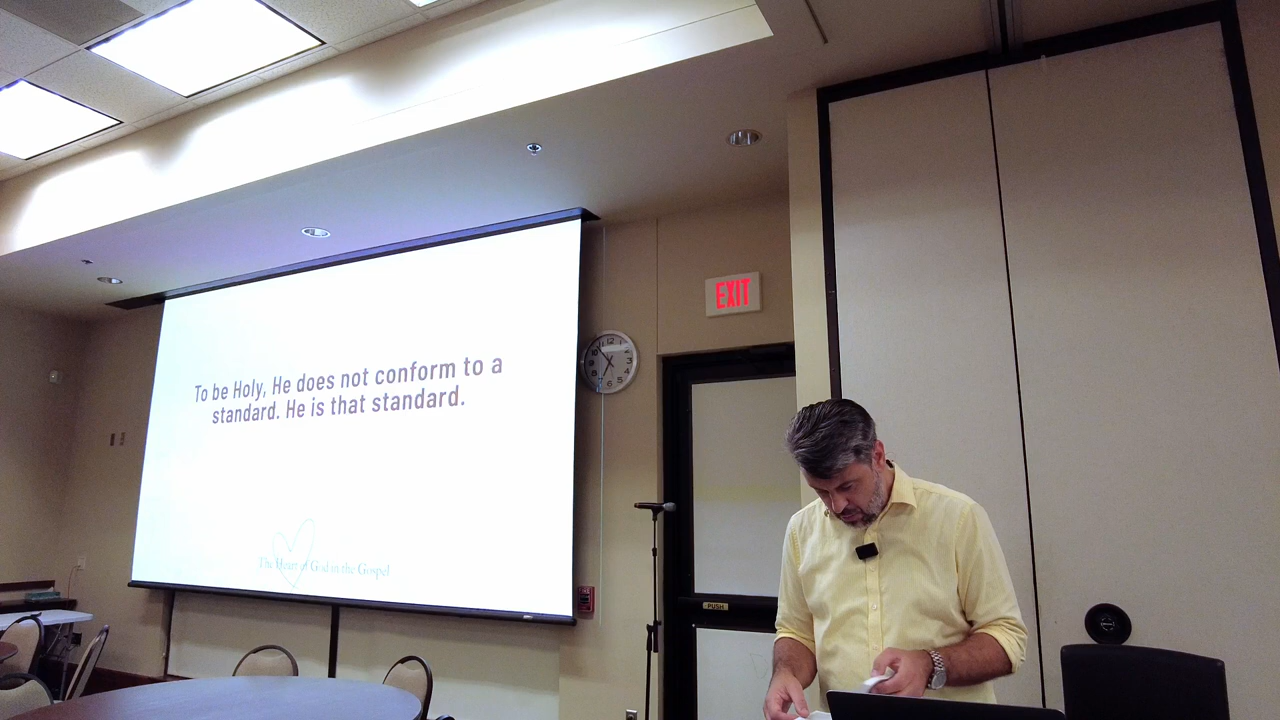 To be Holy, He does not conform to a
standard. He is that standard.
The Heart of God in the Gospel
EXIT
PUSH